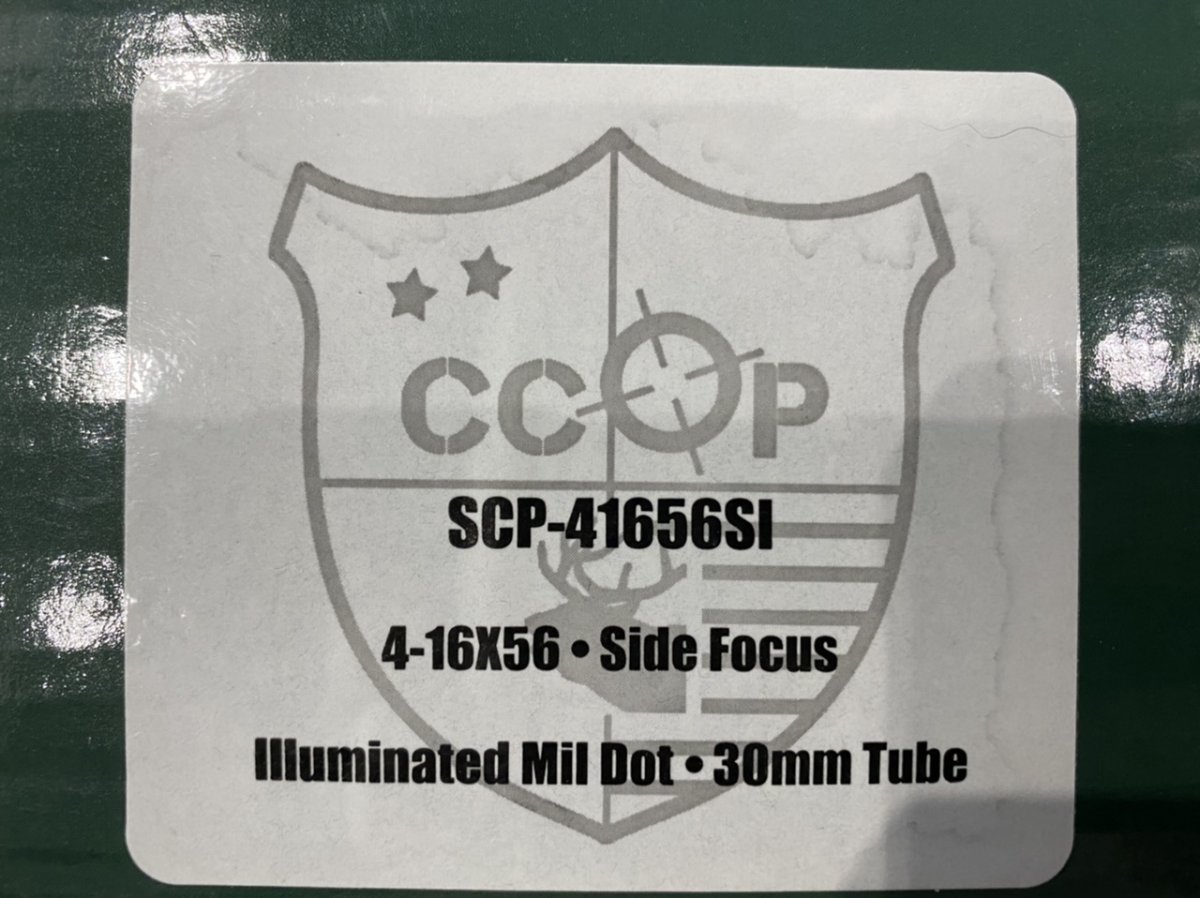 CCOP
SCP-41656SI
4-16X56 • Side Focus
Illuminated Mil Dot • 30mm Tube